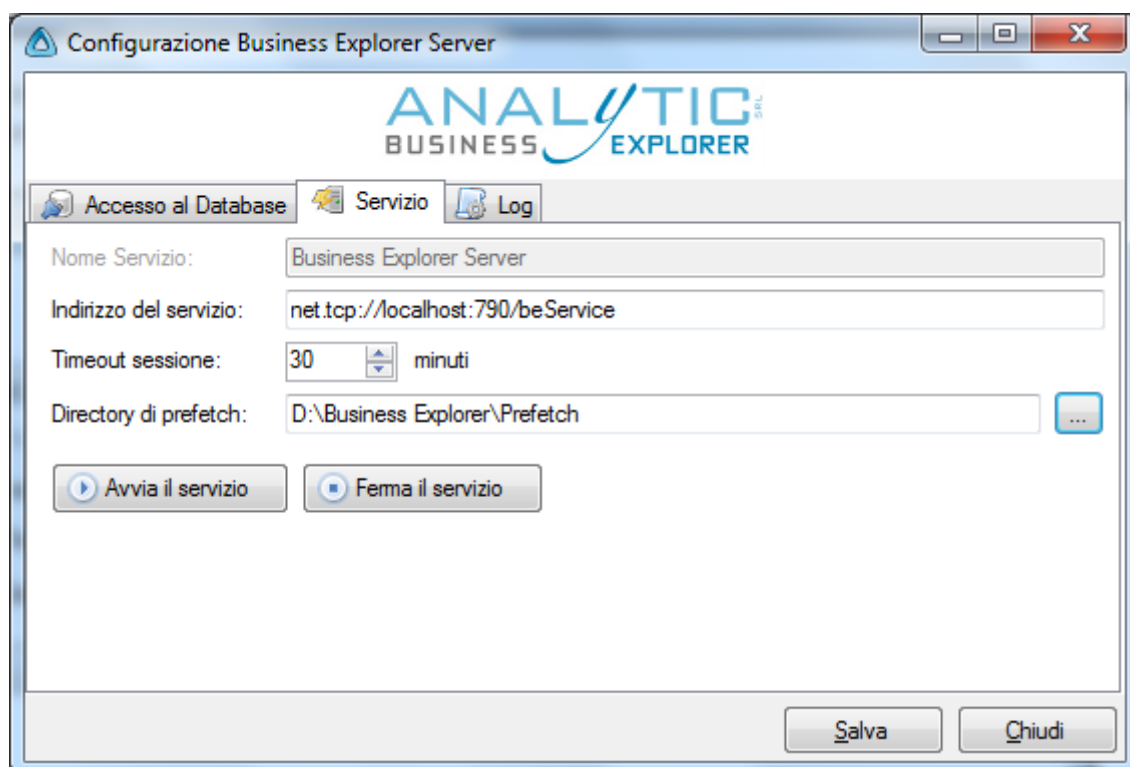 Configurazione Business Explorer Server
ANALYTIC SRL
BUSINESS EXPLORER
Accesso al Database Servizio Log
Nome Servizio: Business Explorer Server
Indirizzo del servizio: net.tcp://localhost:790/beService
Timeout sessione: 30 minuti
Directory di prefetch: D:\Business Explorer\Prefetch ...
Avvia il servizio Ferma il servizio
Salva Chiudi